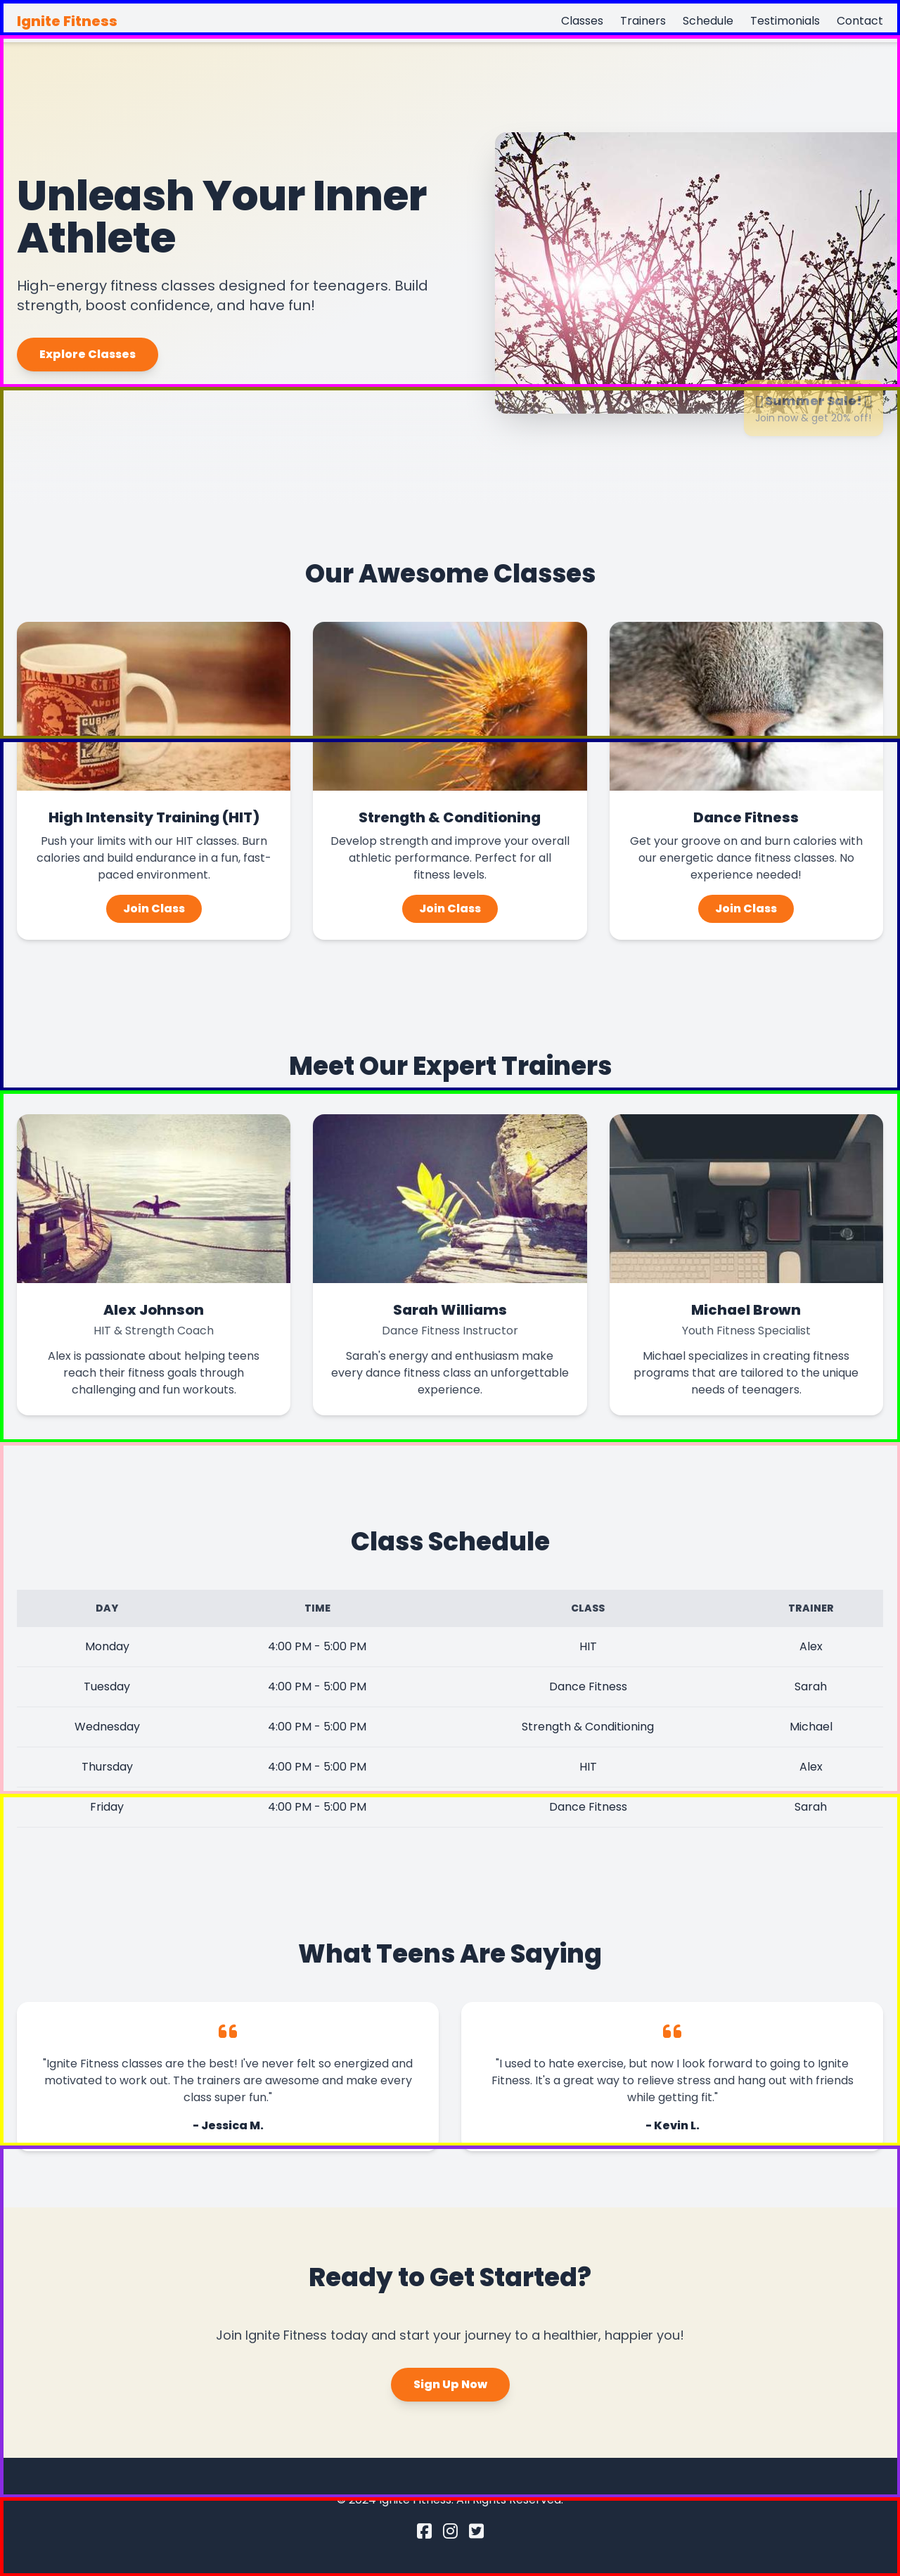 Ignite Fitness
Classes Trainers Schedule Testimonials Contact
Unleash Your Inner
Athlete
High-energy fitness classes designed for teenagers. Build
strength, boost confidence, and have fun!
Explore Classes
Summer Sale!
Join now & get 20% off!
Our Awesome Classes
High Intensity Training (HIT)
Push your limits with our HIT classes. Burn
calories and build endurance in a fun, fast-
paced environment.
Join Class
Strength & Conditioning
Develop strength and improve your overall
athletic performance. Perfect for all
fitness levels.
Join Class
Dance Fitness
Get your groove on and burn calories with
our energetic dance fitness classes. No
experience needed!
Join Class
Meet Our Expert Trainers
Alex Johnson
HIT & Strength Coach
Alex is passionate about helping teens
reach their fitness goals through
challenging and fun workouts.
Sarah Williams
Dance Fitness Instructor
Sarah's energy and enthusiasm make
every dance fitness class an unforgettable
experience.
Michael Brown
Youth Fitness Specialist
Michael specializes in creating fitness
programs that are tailored to the unique
needs of teenagers.
Class Schedule
DAY TIME CLASS TRAINER
Monday 4:00 PM - 5:00 PM HIT Alex
Tuesday 4:00 PM - 5:00 PM Dance Fitness Sarah
Wednesday 4:00 PM - 5:00 PM Strength & Conditioning Michael
Thursday 4:00 PM - 5:00 PM HIT Alex
Friday 4:00 PM - 5:00 PM Dance Fitness Sarah
What Teens Are Saying
"Ignite Fitness classes are the best! I've never felt so energized and
motivated to work out. The trainers are awesome and make every
class super fun."
- Jessica M.
"I used to hate exercise, but now I look forward to going to Ignite
Fitness. It's a great way to relieve stress and hang out with friends
while getting fit."
- Kevin L.
Ready to Get Started?
Join Ignite Fitness today and start your journey to a healthier, happier you!
Sign Up Now
© 2024 Ignite Fitness. All Rights Reserved.